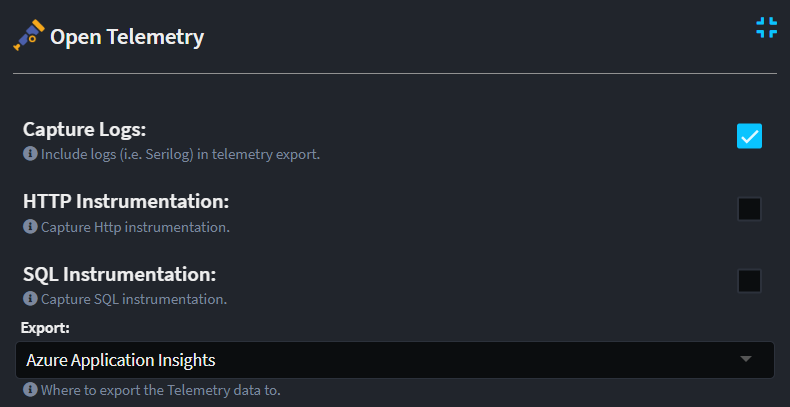 Open Telemetry
Capture Logs:
Include logs (i.e. Serilog) in telemetry export.
HTTP Instrumentation:
Capture Http instrumentation.
SQL Instrumentation:
Capture SQL instrumentation.
Export:
Azure Application Insights
Where to export the Telemetry data to.